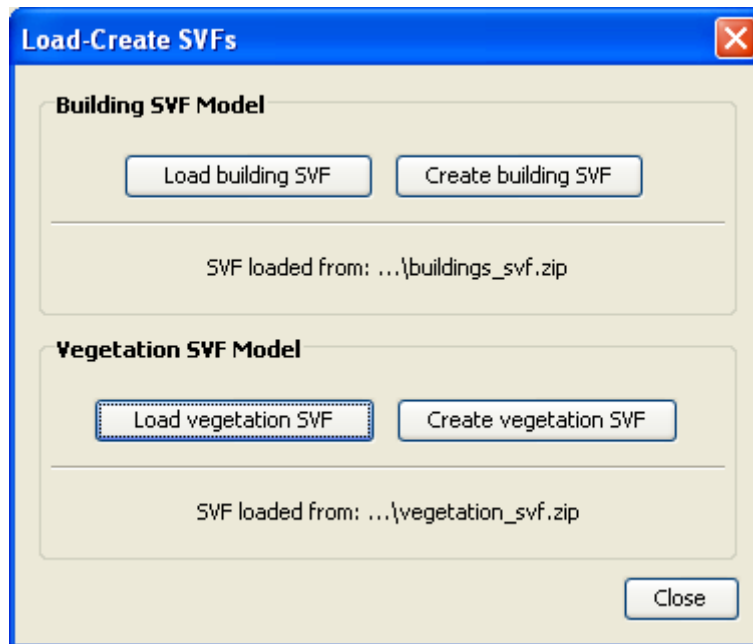 Load-Create SVFs
Building SVF Model
Load building SVF Create building SVF
SVF loaded from: ...\buildings_svf.zip
Vegetation SVF Model
Load vegetation SVF Create vegetation SVF
SVF loaded from: ...\vegetation_svf.zip
Close